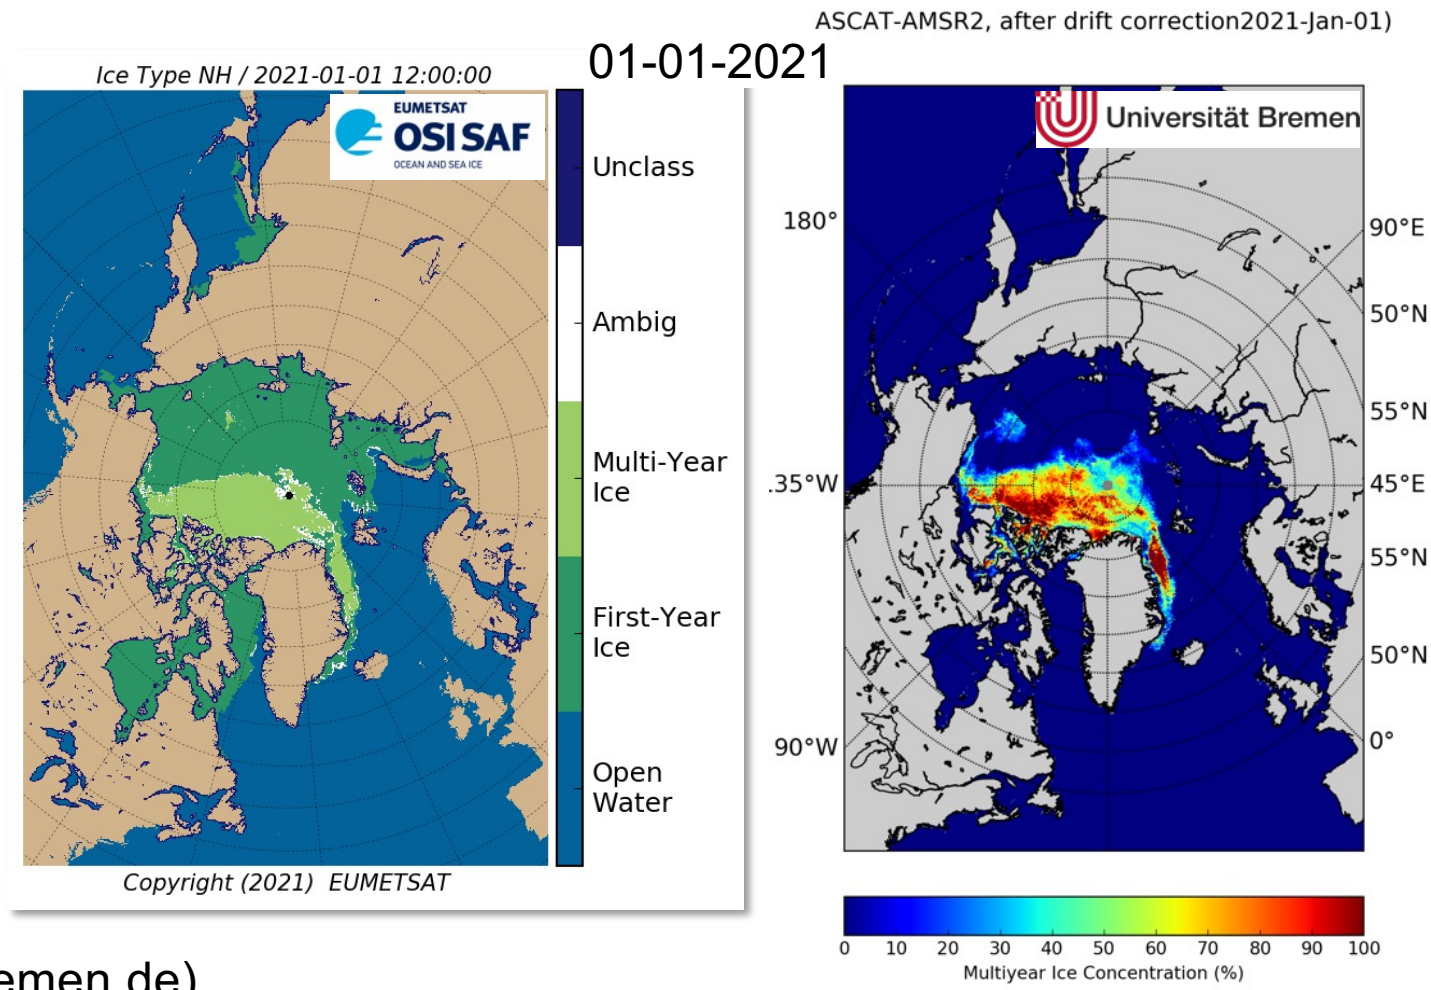 ASCAT-AMSR2, after drift correction2021-Jan-01)
01-01-2021
Ice Type NH / 2021-01-01 12:00:00
EUMETSAT
OSI SAF
OCEAN AND SEA ICE
Unclass
Ambig
Multi-Year
Ice
First-Year
Ice
Open
Water
Copyright (2021) EUMETSAT
Universität Bremen
180°
90°E
50°N
55°N
.35°W
45°E
55°N
50°N
90°W
0°
0 10 20 30 40 50 60 70 80 90 100
Multiyear Ice Concentration (%)
emen.de)